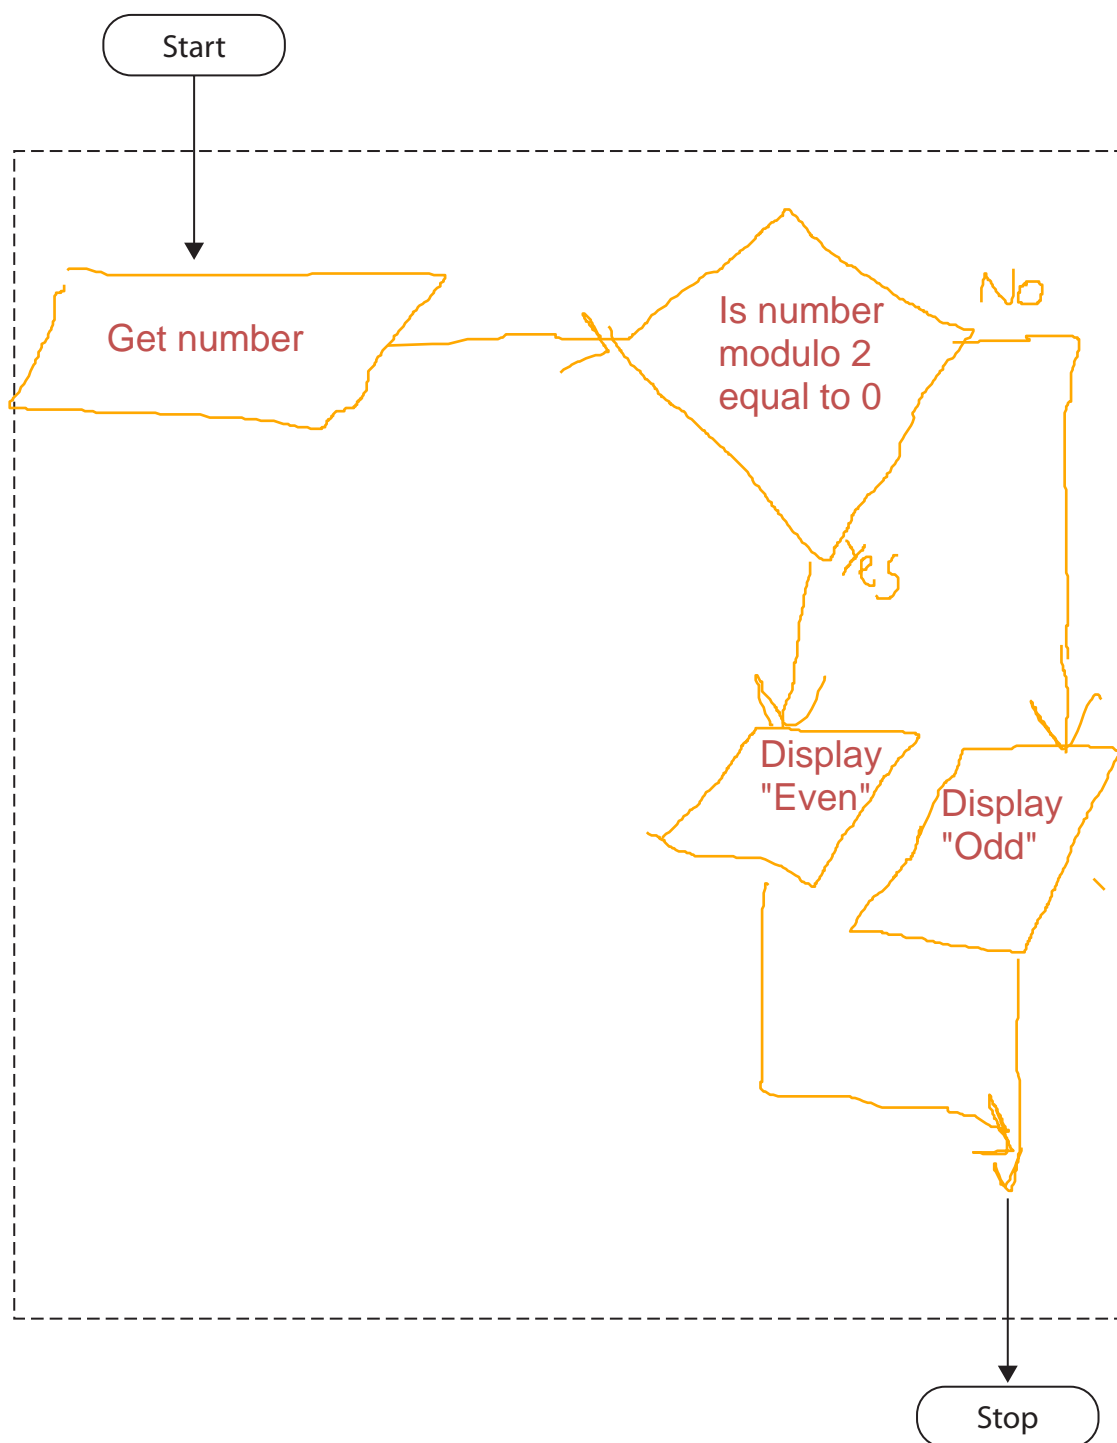 Start
Get number
Is number
modulo 2
equal to 0
No
Yes
Display
"Even"
Display
"Odd"
Stop